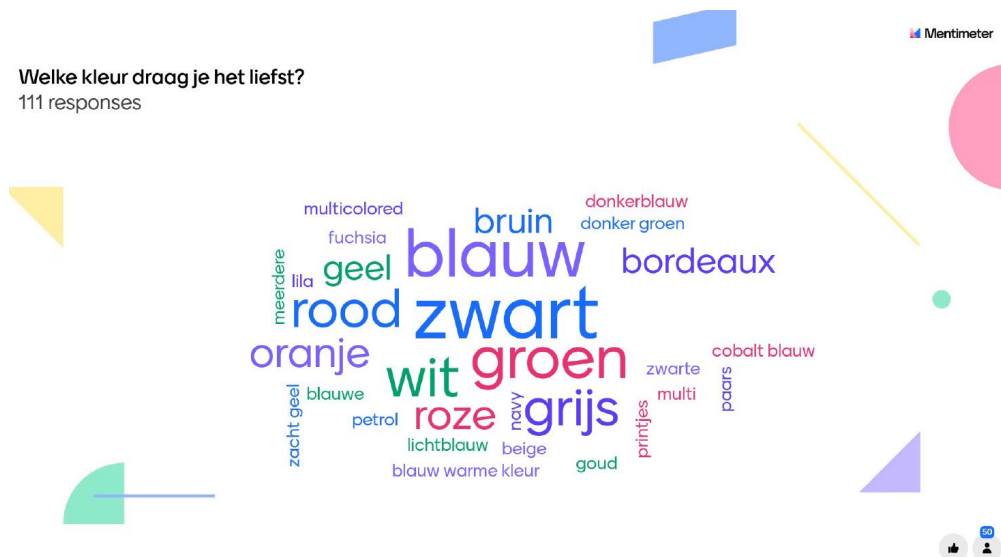 Mentimeter
Welke kleur draag je het liefst?
111 responses
multicolored
donkerblauw
bruin
donker groen
fuchsia
blauw
bordeaux
geel
meerdere
lila
rood
zwart
oranje
groen
cobalt blauw
wit
zwarte
paars
blauwe
multi
zacht geel
petrol
roze
navy
grijs
printjes
lichtblauw
beige
goud
blauw warme kleur
50